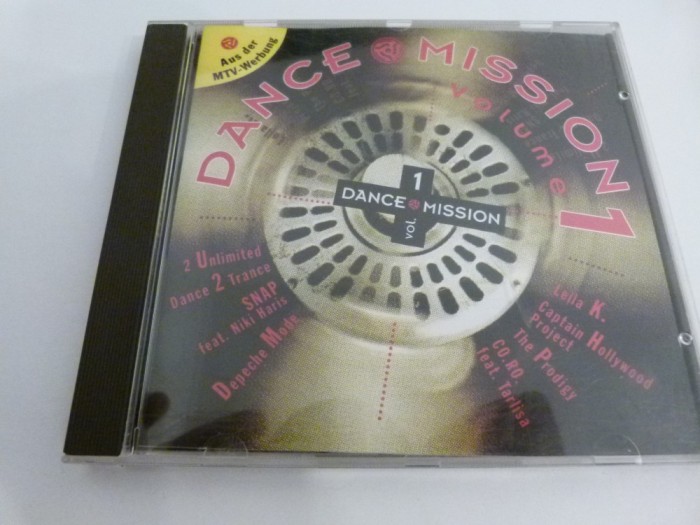 Aus der
MTV-Werbung
DANCE MISSION 1
volume
1
DANCE MISSION
vol.
2 Unlimited
Dance 2 Trance
SNAP
feat. Niki Haris
Depeche Mode
Leila K.
Captain Hollywood
Project
The Prodigy
CO.RO
feat. Tarlisa